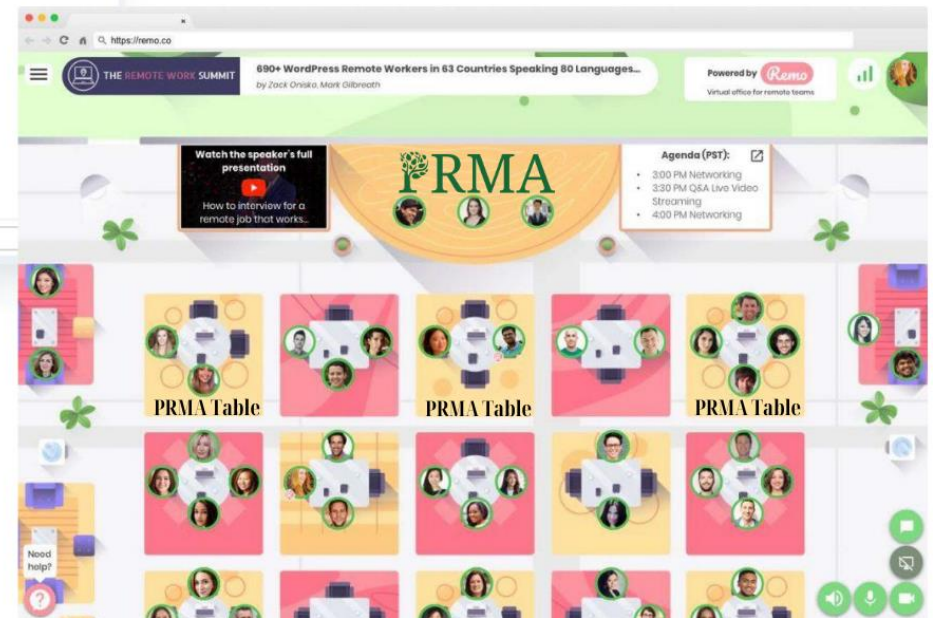 https://remo.co
THE REMOTE WORK SUMMIT
690+ WordPress Remote Workers in 63 Countries Speaking 80 Languages...
by Zack Onisko, Mark Gilbreath
Powered by Remo
Virtual office for remote teams
Watch the speaker's full
presentation
How to interview for a
remote job that works...
PRMA
Agenda (PST):
• 3:00 PM Networking
• 3:30 PM Q&A Live Video
Streaming
• 4:00 PM Networking
PRMA Table
PRMA Table
PRMA Table
Need
help?
?